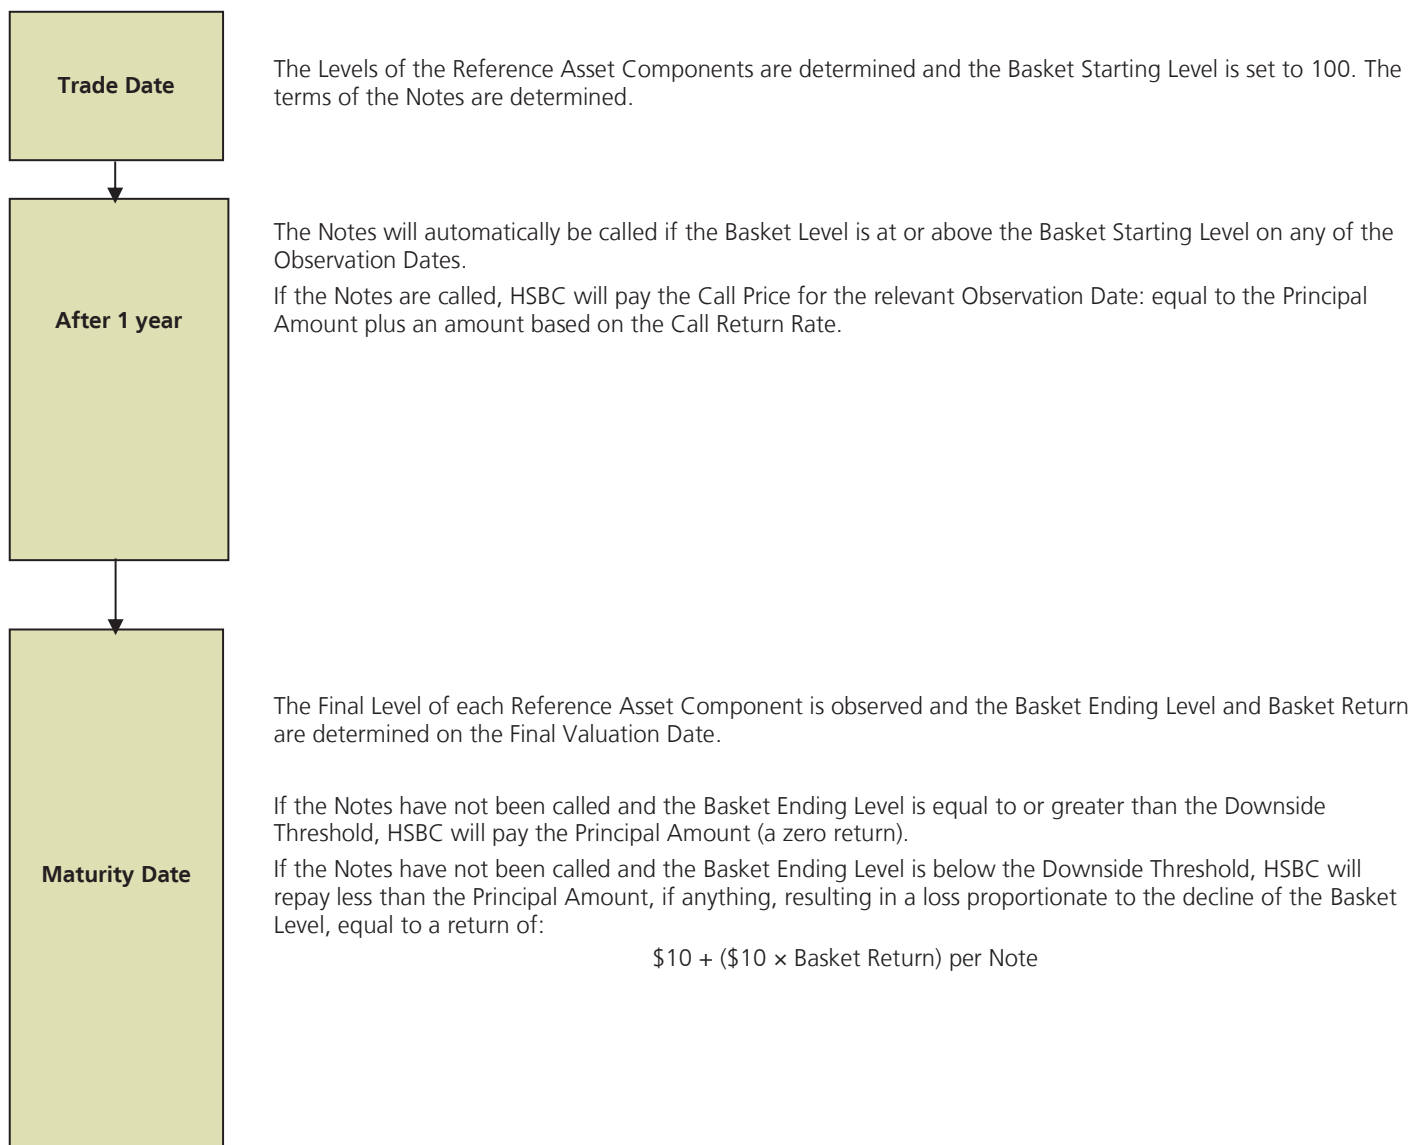 Trade Date
The Levels of the Reference Asset Components are determined and the Basket Starting Level is set to 100. The
terms of the Notes are determined.
After 1 year
The Notes will automatically be called if the Basket Level is at or above the Basket Starting Level on any of the
Observation Dates.
If the Notes are called, HSBC will pay the Call Price for the relevant Observation Date: equal to the Principal
Amount plus an amount based on the Call Return Rate.
Maturity Date
The Final Level of each Reference Asset Component is observed and the Basket Ending Level and Basket Return
are determined on the Final Valuation Date.
If the Notes have not been called and the Basket Ending Level is equal to or greater than the Downside
Threshold, HSBC will pay the Principal Amount (a zero return).
If the Notes have not been called and the Basket Ending Level is below the Downside Threshold, HSBC will
repay less than the Principal Amount, if anything, resulting in a loss proportionate to the decline of the Basket
Level, equal to a return of:
$10 + ($10 × Basket Return) per Note